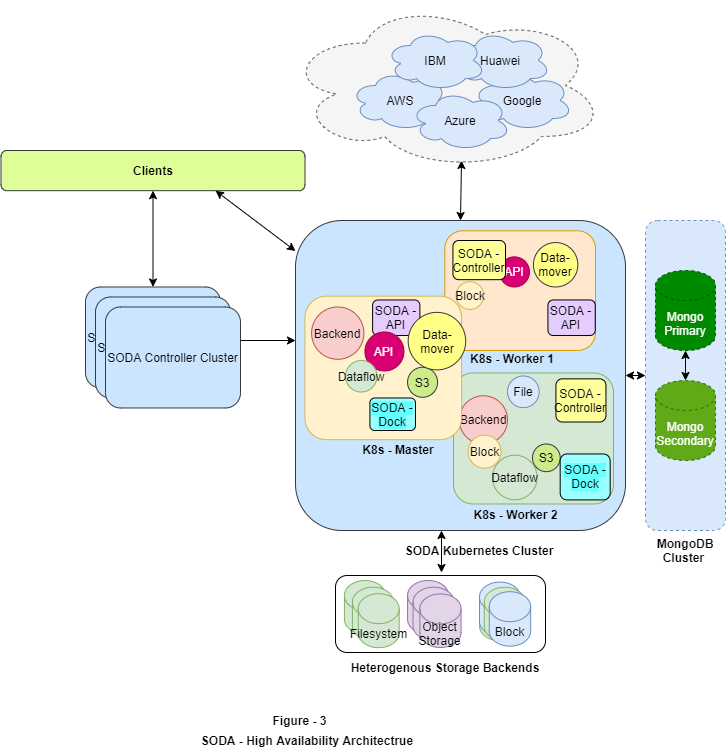 IBM
Huawei
AWS
Google
Azure
Clients
SODA -
Controller
API
Data-
mover
Block
SODA -
API
K8s - Worker 1
Backend
SODA -
API
API
Data-
mover
Dataflow
S3
SODA -
Dock
K8s - Master
S
S
SODA Controller Cluster
File
SODA -
Controller
Backend
Block
S3
Dataflow
SODA -
Dock
K8s - Worker 2
SODA Kubernetes Cluster
Mongo
Primary
Mongo
Secondary
MongoDB
Cluster
Filesystem
Object
Storage
Block
Heterogenous Storage Backends
Figure - 3
SODA - High Availability Architectrue